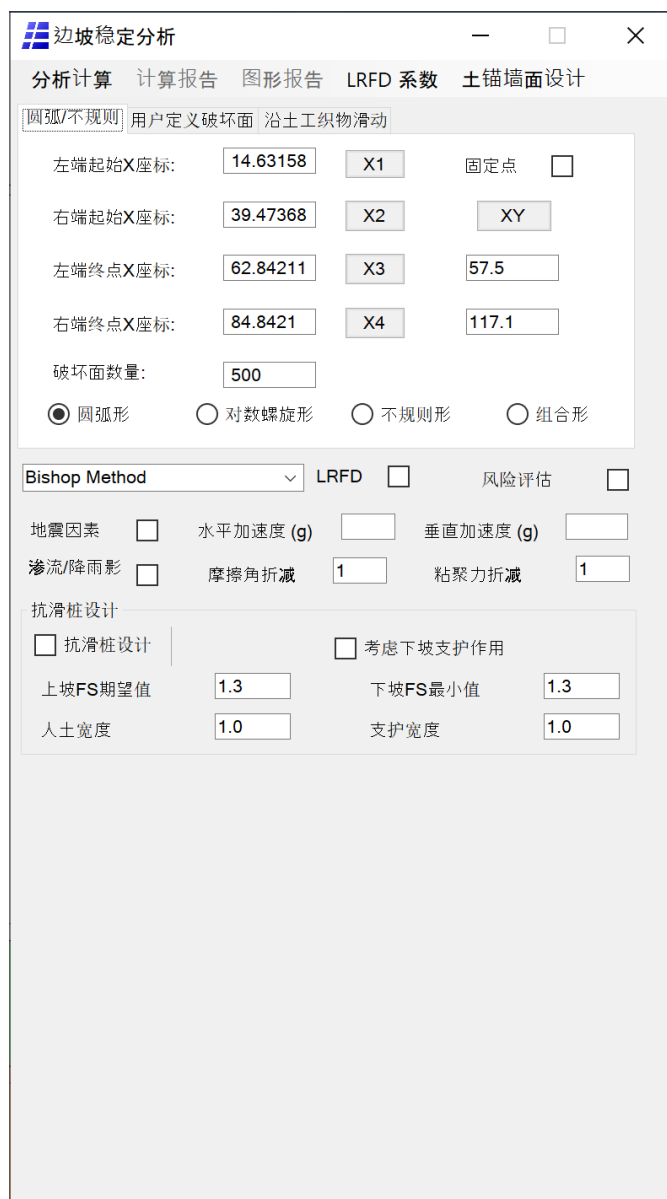 边坡稳定分析
分析计算 计算报告 图形报告 LRFD 系数 土锚墙面设计
圆弧/不规则 用户定义破坏面 沿土工织物滑动
左端起始X座标: 14.63158 X1 固定点
右端起始X座标: 39.47368 X2 XY
左端终点X座标: 62.84211 X3 57.5
右端终点X座标: 84.8421 X4 117.1
破坏面数量: 500
圆弧形 对数螺旋形 不规则形 组合形
Bishop Method LRFD 风险评估
地震因素 水平加速度 (g) 垂直加速度 (g)
渗流/降雨影 摩擦角折减 1 粘聚力折减 1
抗滑桩设计
抗滑桩设计 考虑下坡支护作用
上坡FS期望值 1.3 下坡FS最小值 1.3
人土宽度 1.0 支护宽度 1.0